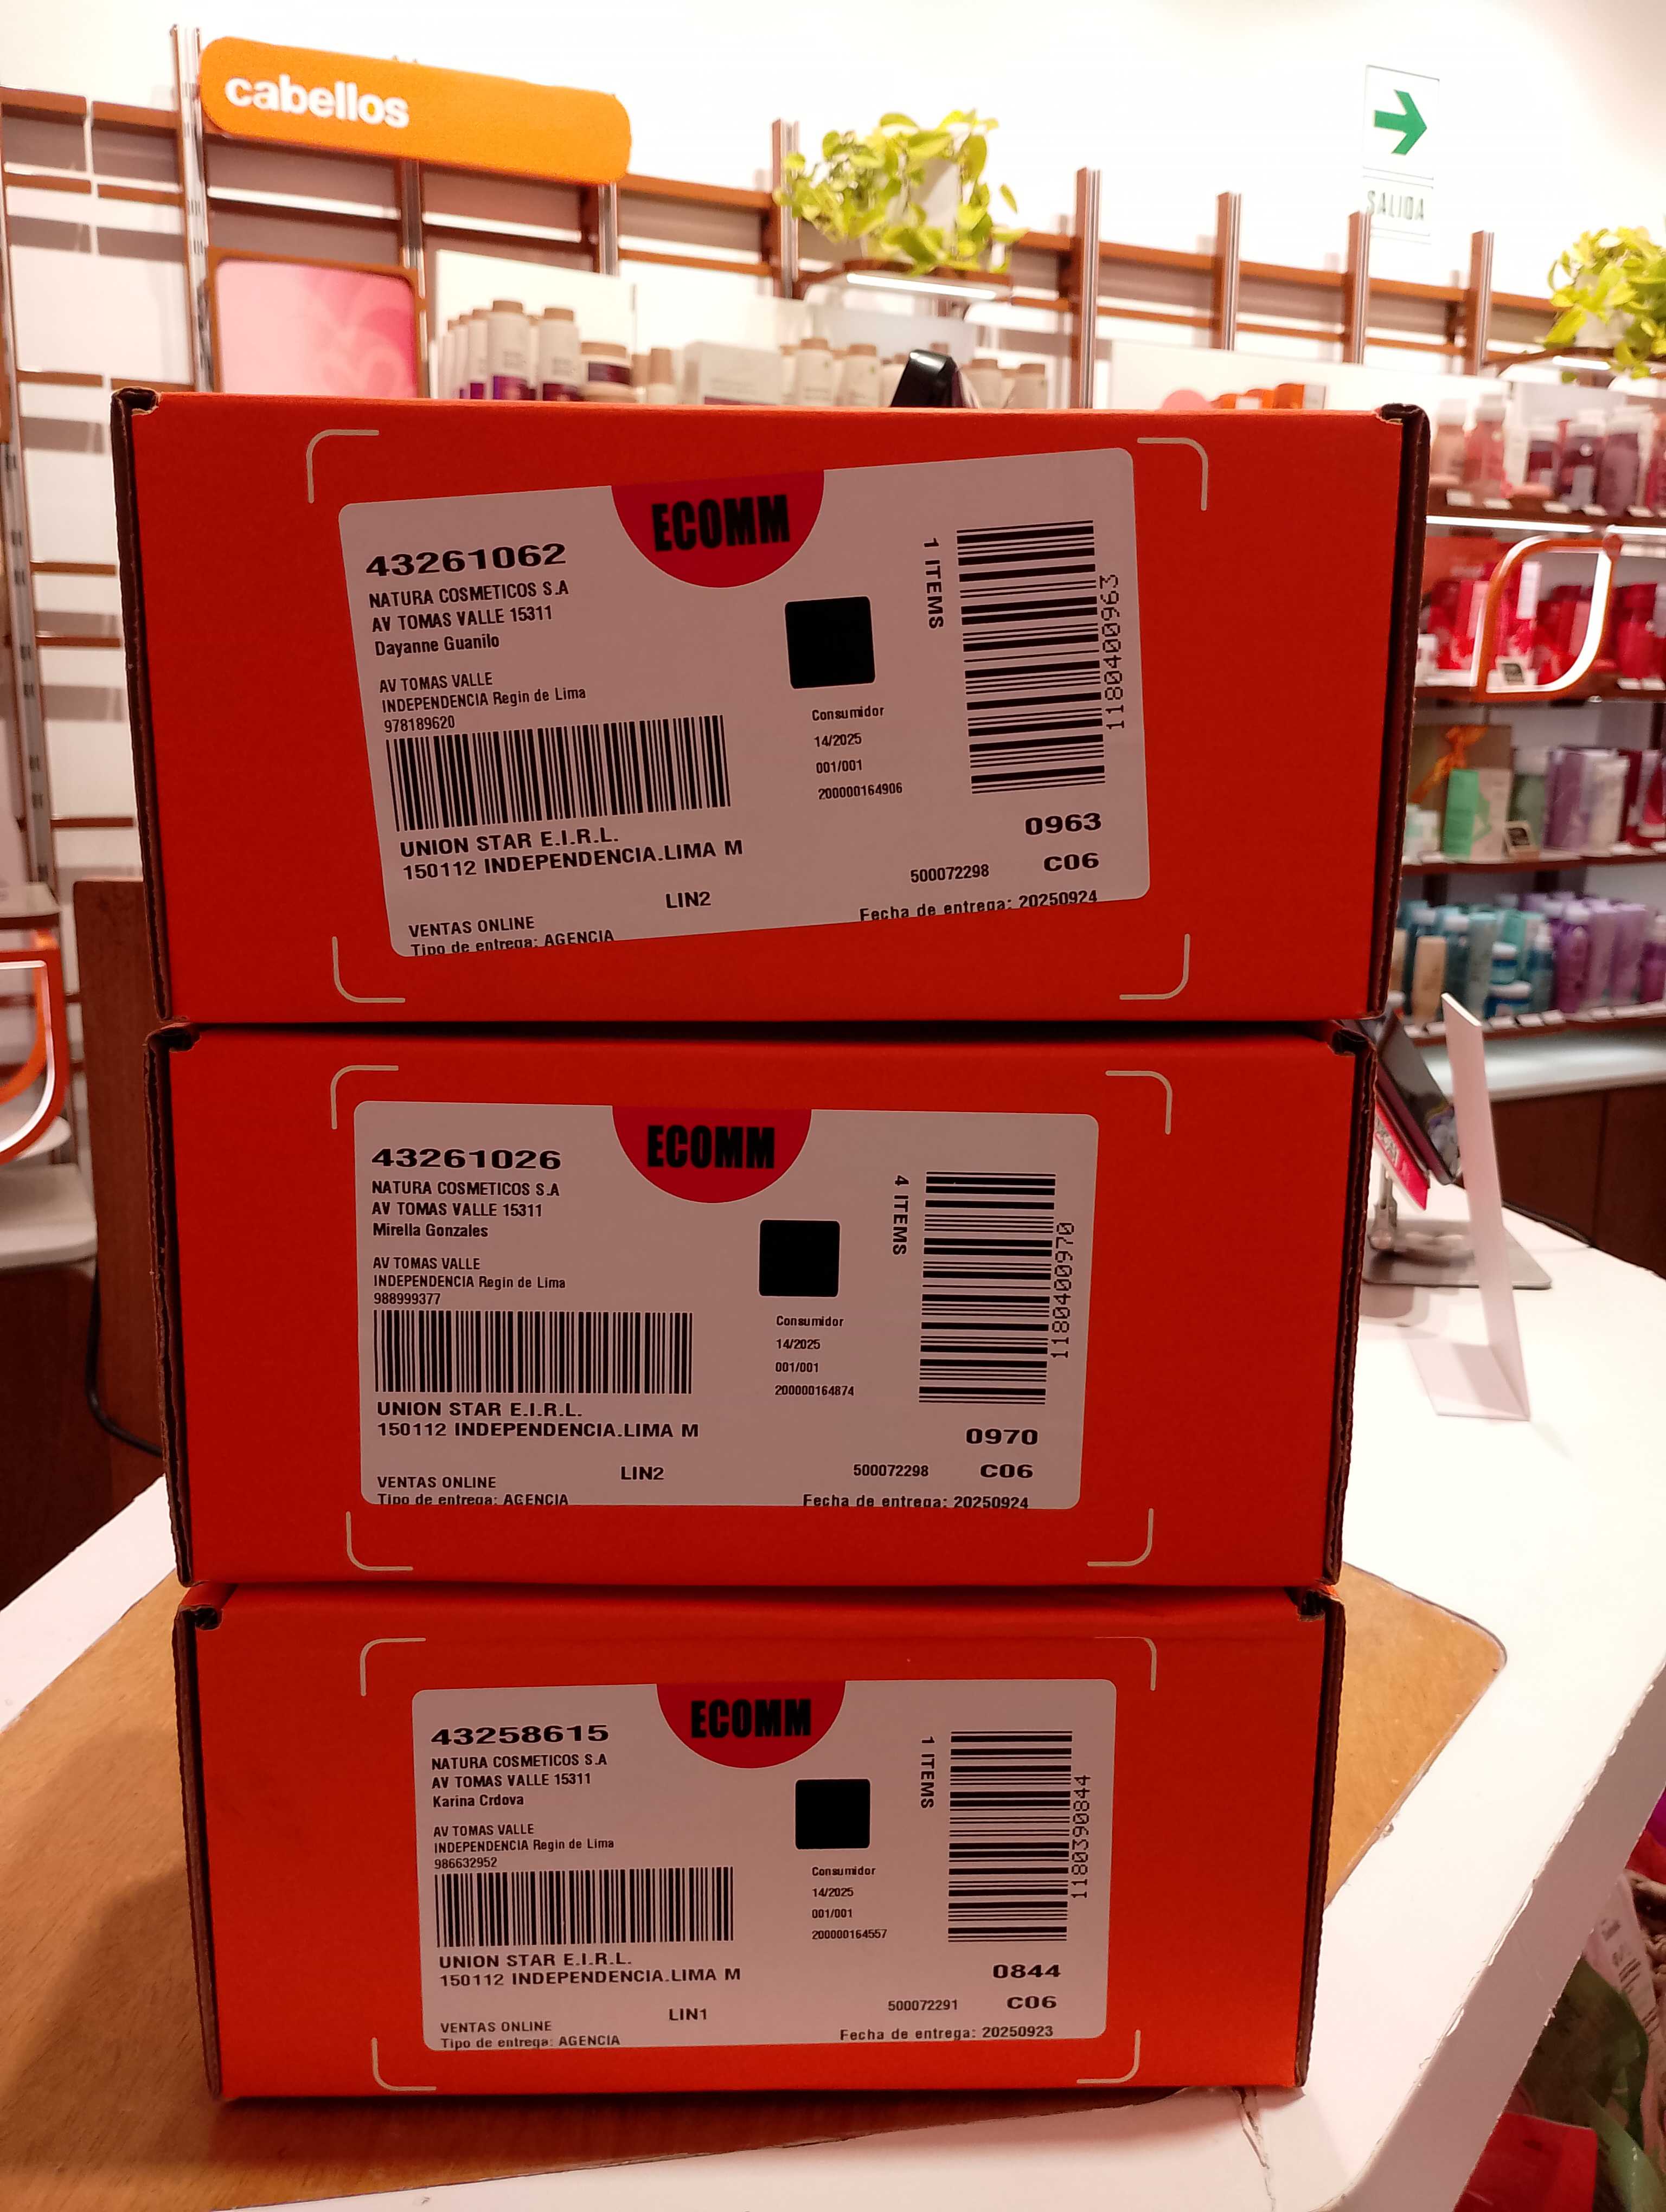 cabellos
SALIDA
ECOMM
43261062
NATURA COSMETICOS S.A
AV TOMAS VALLE 15311
Dayanne Guanilo
AV TOMAS VALLE
INDEPENDENCIA Regin de Lima
978189620
UNION STAR E.I.R.L.
150112 INDEPENDENCIA.LIMA M
LIN2
VENTAS ONLINE
Tipo de entrega: AGENCIA
1 ITEMS
1180400963
Consumidor
14/2025
001/001
200000164906
0963
500072298 C06
Fecha de entrega: 20250924
ECOMM
43261026
NATURA COSMETICOS S.A
AV TOMAS VALLE 15311
Mirella Gonzales
AV TOMAS VALLE
INDEPENDENCIA Regin de Lima
988999377
UNION STAR E.I.R.L.
150112 INDEPENDENCIA.LIMA M
LIN2
VENTAS ONLINE
Tipo de entrega: AGENCIA
4 ITEMS
1180400970
Consumidor
14/2025
001/001
200000164874
0970
500072298 C06
Fecha de entrega: 20250924
ECOMM
43258615
NATURA COSMETICOS S.A
AV TOMAS VALLE 15311
Karina Crdova
AV TOMAS VALLE
INDEPENDENCIA Regin de Lima
986632952
UNION STAR E.I.R.L.
150112 INDEPENDENCIA.LIMA M
LIN1
VENTAS ONLINE
Tipo de entrega: AGENCIA
1 ITEMS
1180390844
Consumidor
14/2025
001/001
200000164557
0844
500072291 C06
Fecha de entrega: 20250923